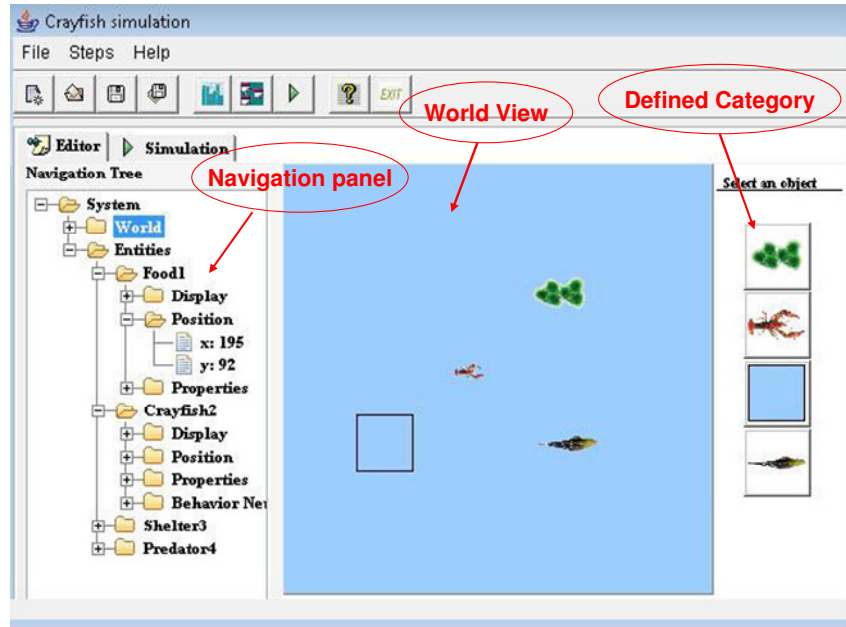 Crayfish simulation
File Steps Help
EXIT
World View
Defined Category
Editor
Simulation
Navigation Tree
Navigation panel
Select an object
System
World
Entities
Food1
Display
Position
x: 195
y: 92
Properties
Crayfish2
Display
Position
Properties
Behavior Ne
Shelter3
Predator4